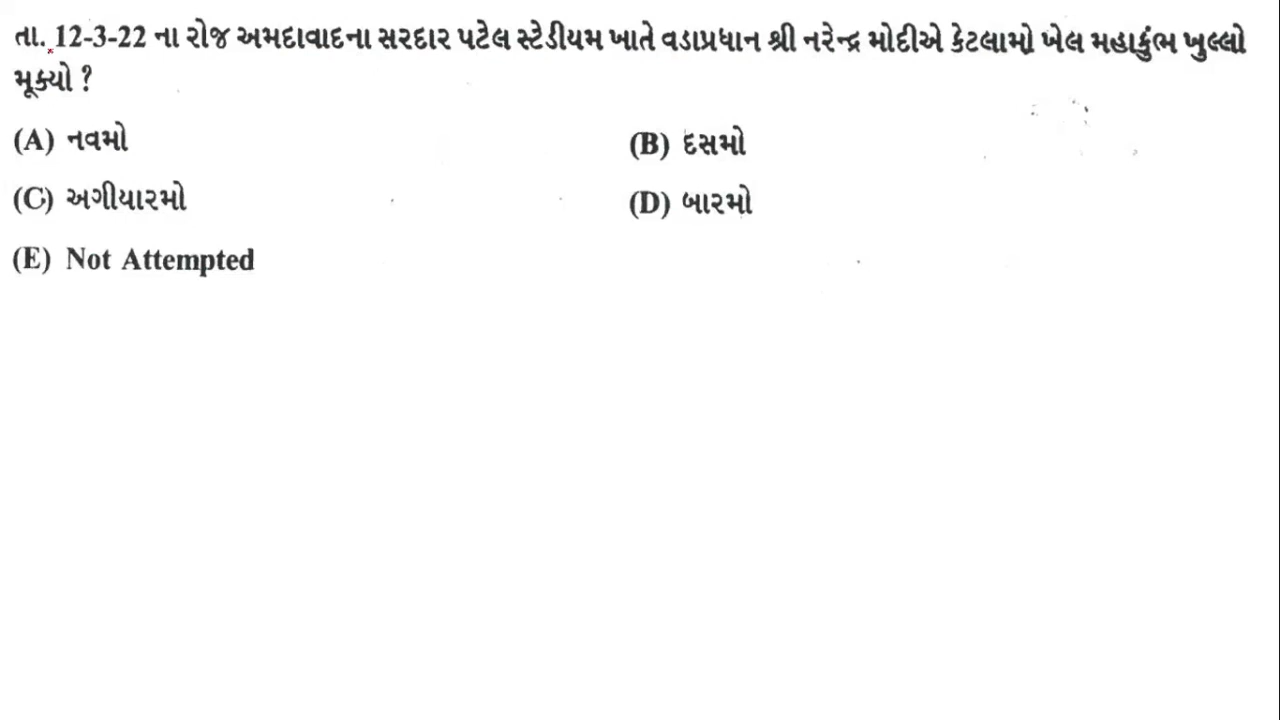 તા. 12-3-22 ના રોજ અમદાવાદના સરદાર પટેલ સ્ટેડીયમ ખાતે વડાપ્રધાન શ્રી નરેન્દ્ર મોદીએ કેટલામો ખેલ મહાકુંભ ખુલ્લો
મૂક્યો ?
(A) નવમો (B) દસમો
(C) અગીયારમો (D) બારમો
(E) Not Attempted